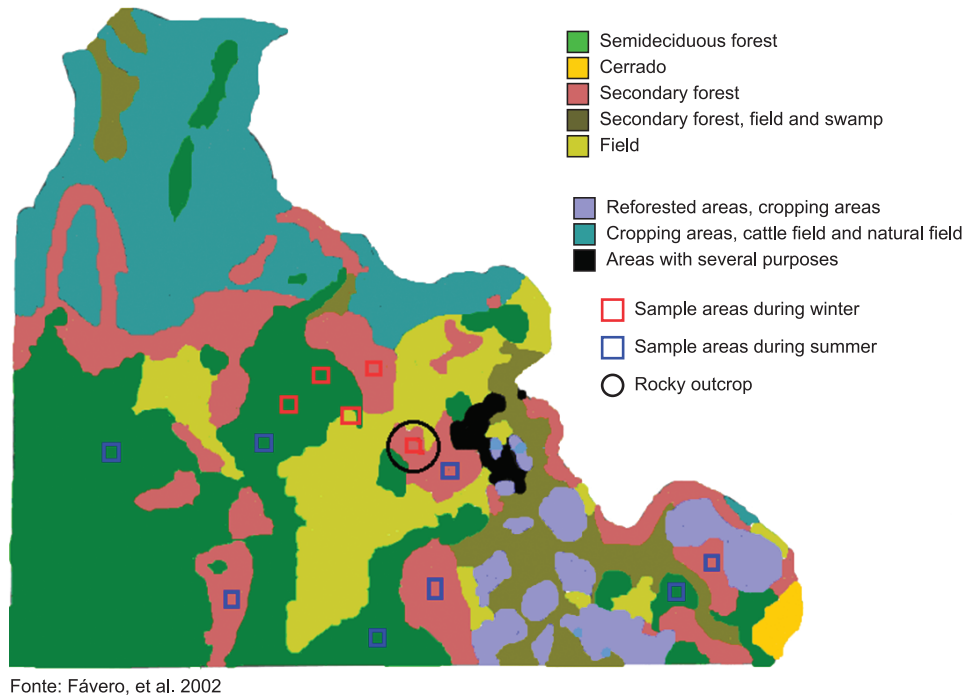 Semideciduous forest
Cerrado
Secondary forest
Secondary forest, field and swamp
Field
Reforested areas, cropping areas
Cropping areas, cattle field and natural field
Areas with several purposes
Sample areas during winter
Sample areas during summer
Rocky outcrop
Fonte: Fávero, et al. 2002